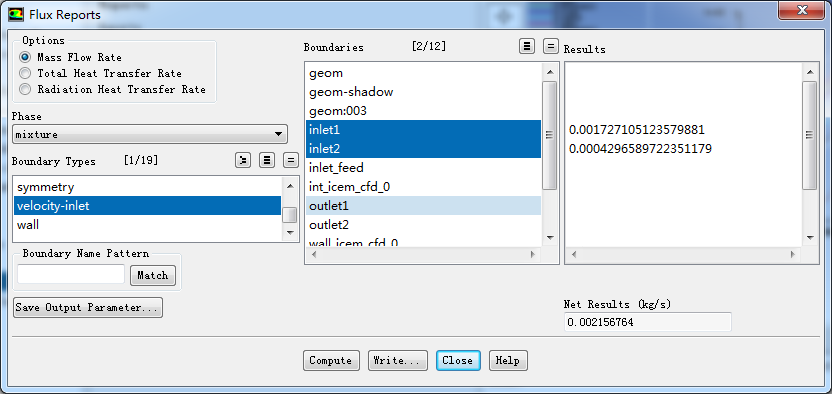 Flux Reports
Options
Mass Flow Rate
Total Heat Transfer Rate
Radiation Heat Transfer Rate
Phase
mixture
Boundary Types [1/19]
symmetry
velocity-inlet
wall
Boundary Name Pattern
Match
Save Output Parameter...
Boundaries [2/12]
geom
geom-shadow
geom:003
inlet1
inlet2
inlet_feed
int_icem_cfd_0
outlet1
outlet2
wall_icem_cfd_0
Results
0.001727105123579881
0.0004296589722351179
Net Results (kg/s)
0.002156764
Compute Write... Close Help